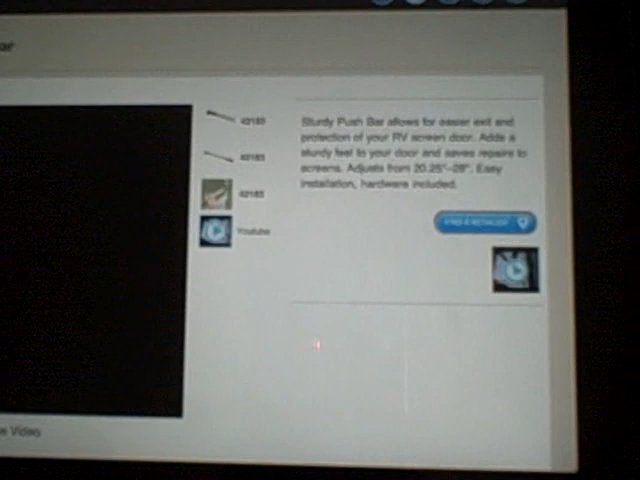 ar
42183
42183
42183
Youtube
Sturdy Push Bar allows for easier exit and
protection of your RV screen door. Adds a
sturdy feel to your door and saves repairs to
screens. Adjusts from 20.25"-28". Easy
installation, hardware included.
FIND A RETAILER
e Video